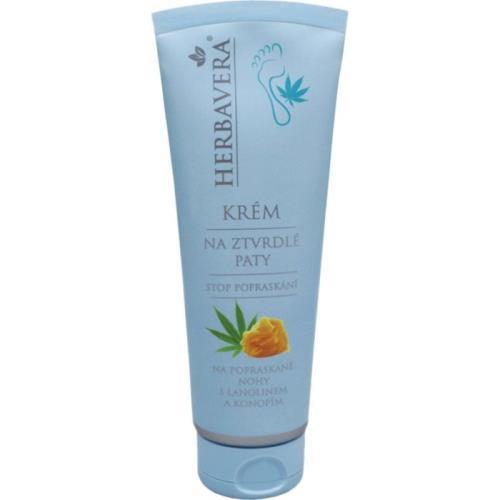 HERBAVERA
KRÉM
NA ZTVRDLÉ
PATY
STOP POPRASKÁNÍ
NA POPRASKANÉ
NOHY
S LANOLINEM
A KONOPÍM